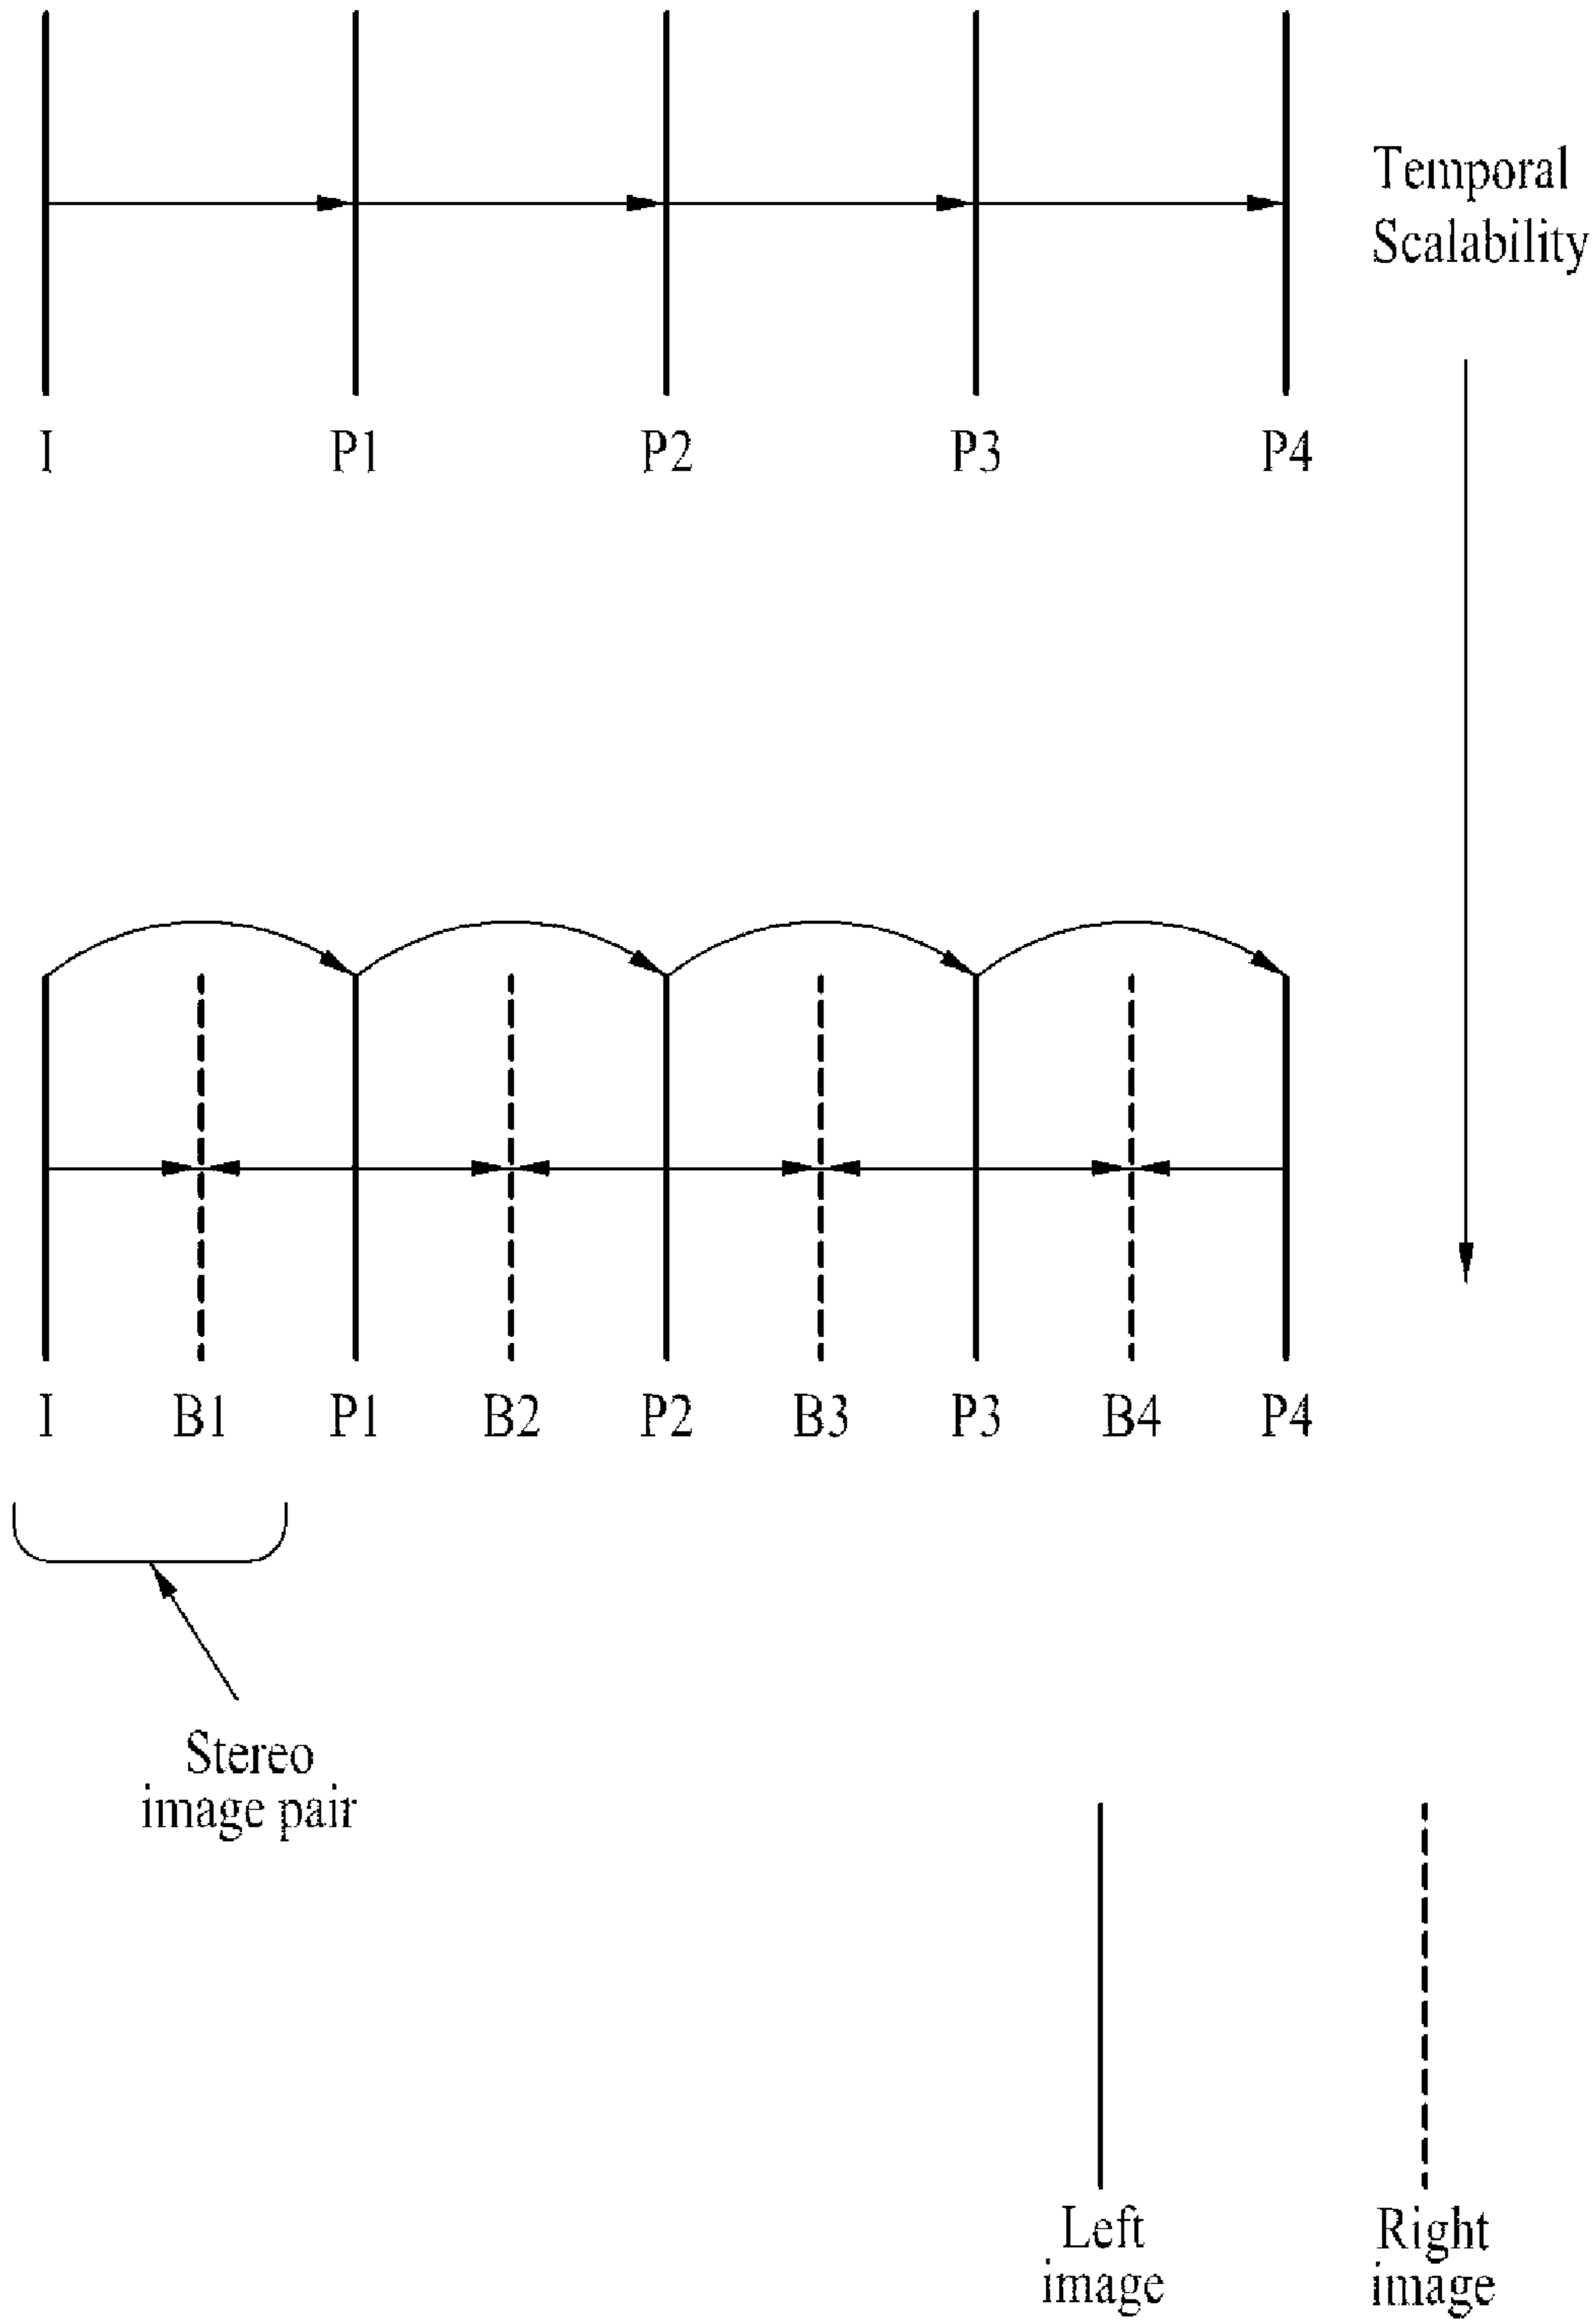 Temporal
Scalability
I P1 P2 P3 P4
I B1 P1 B2 P2 B3 P3 B4 P4
Stereo
image pair
Left
image
Right
image